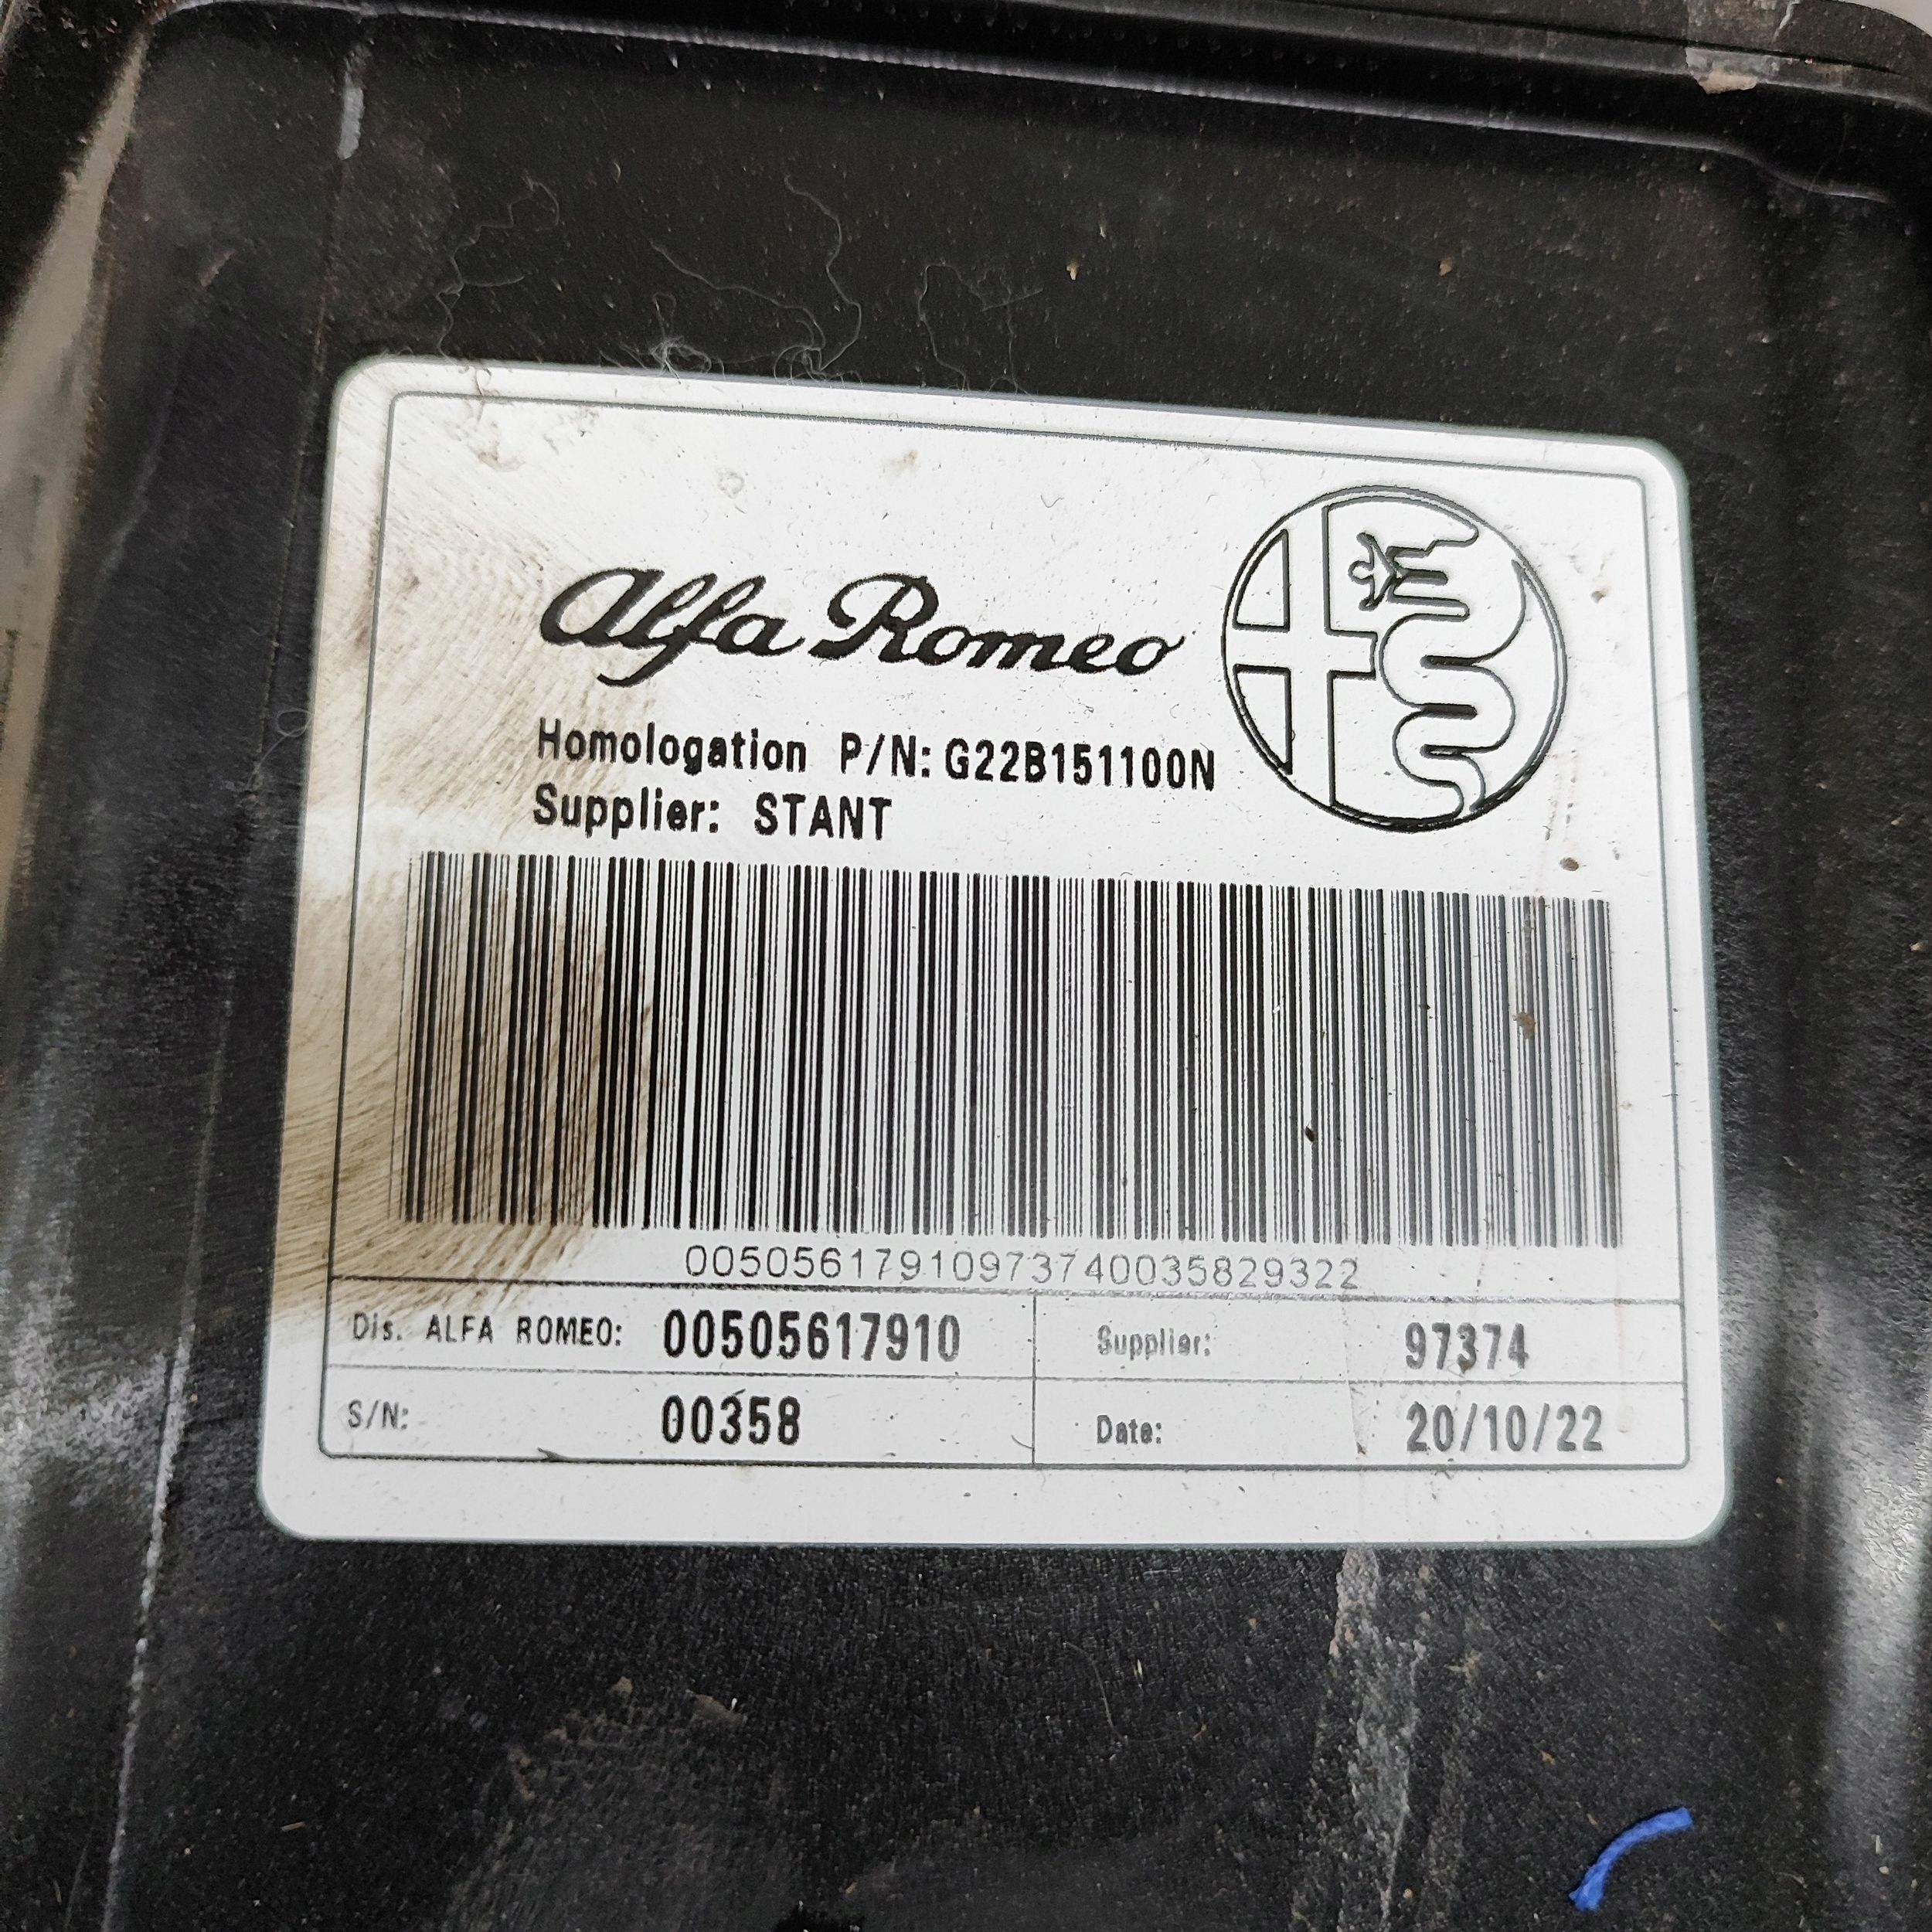 Alfa Romeo
Homologation P/N: G22B151100N
Supplier: STANT
00505617910973740035829322
Dis. ALFA ROMEO: 00505617910 Supplier: 97374
S/N: 00358 Date: 20/10/22